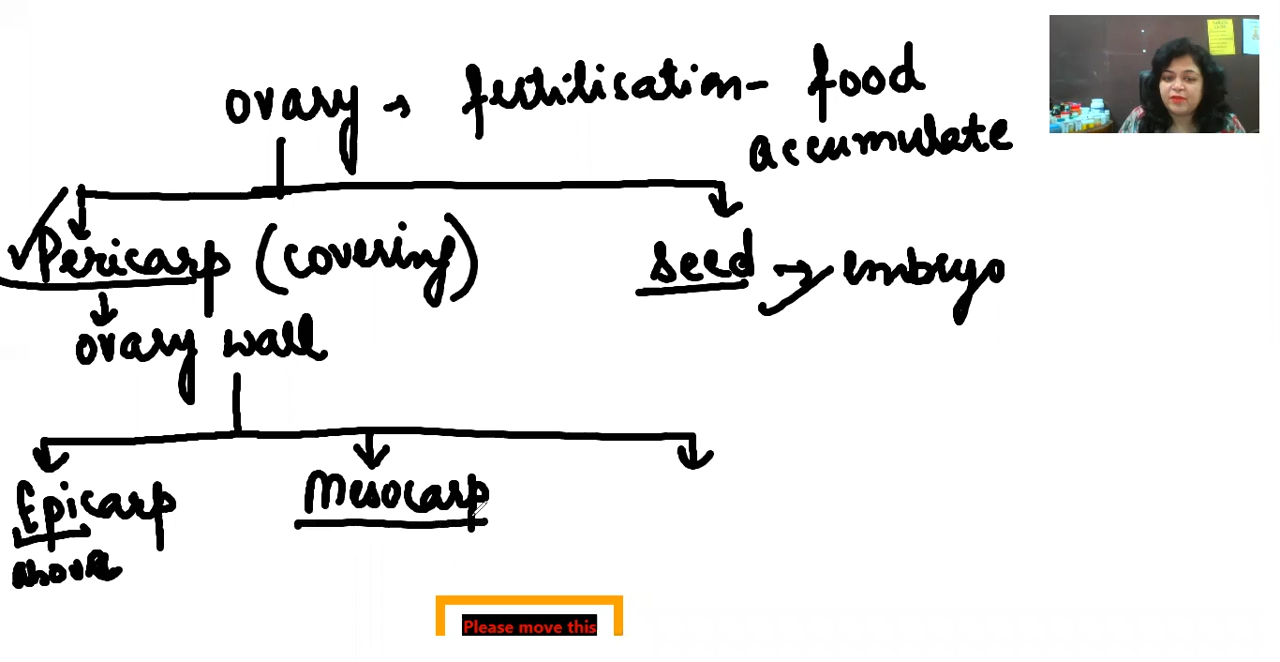 ovary → fertilisation - food
accumulate
Pericarp (covering) seed → embryo
ovary wall
Epicarp Mesocarp
above
Please move this